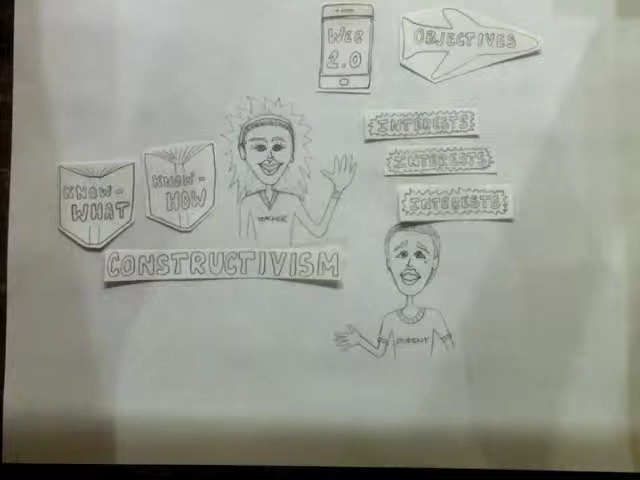 WEB
2.0
OBJECTIVES
INTERESTS
INTERESTS
INTERESTS
KNOW-
WHAT
KNOW-
HOW
TEACHER
CONSTRUCTIVISM
STUDENT